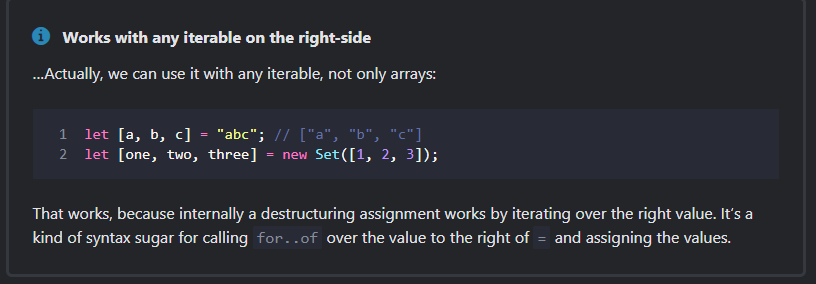 i Works with any iterable on the right-side
…Actually, we can use it with any iterable, not only arrays:
1 let [a, b, c] = "abc"; // ["a", "b", "c"]
2 let [one, two, three] = new Set([1, 2, 3]);
That works, because internally a destructuring assignment works by iterating over the right value. It's a
kind of syntax sugar for calling for..of over the value to the right of = and assigning the values.